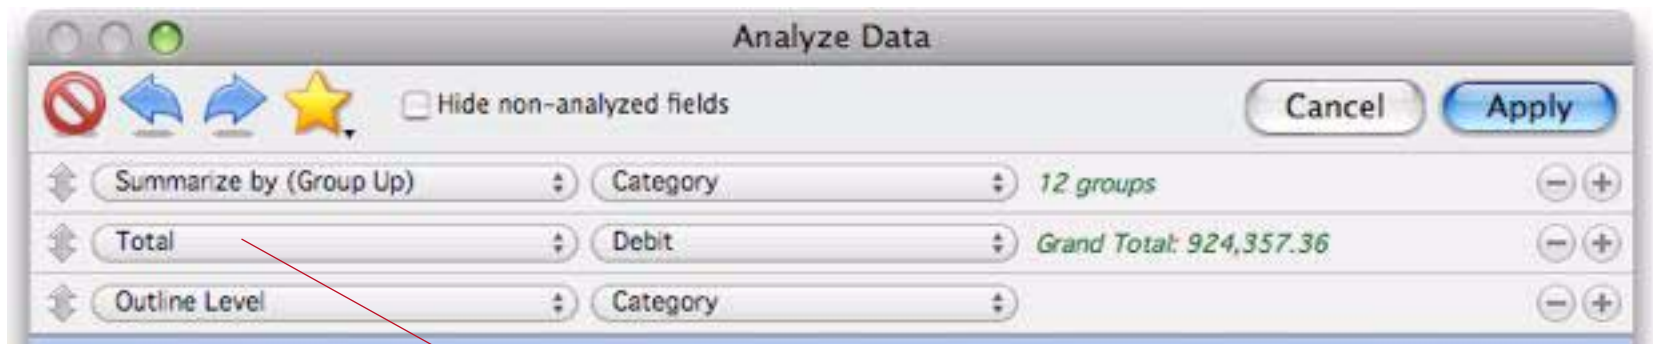 Analyze Data
Hide non-analyzed fields Cancel Apply
Summarize by (Group Up) Category 12 groups
Total Debit Grand Total: 924,357.36
Outline Level Category